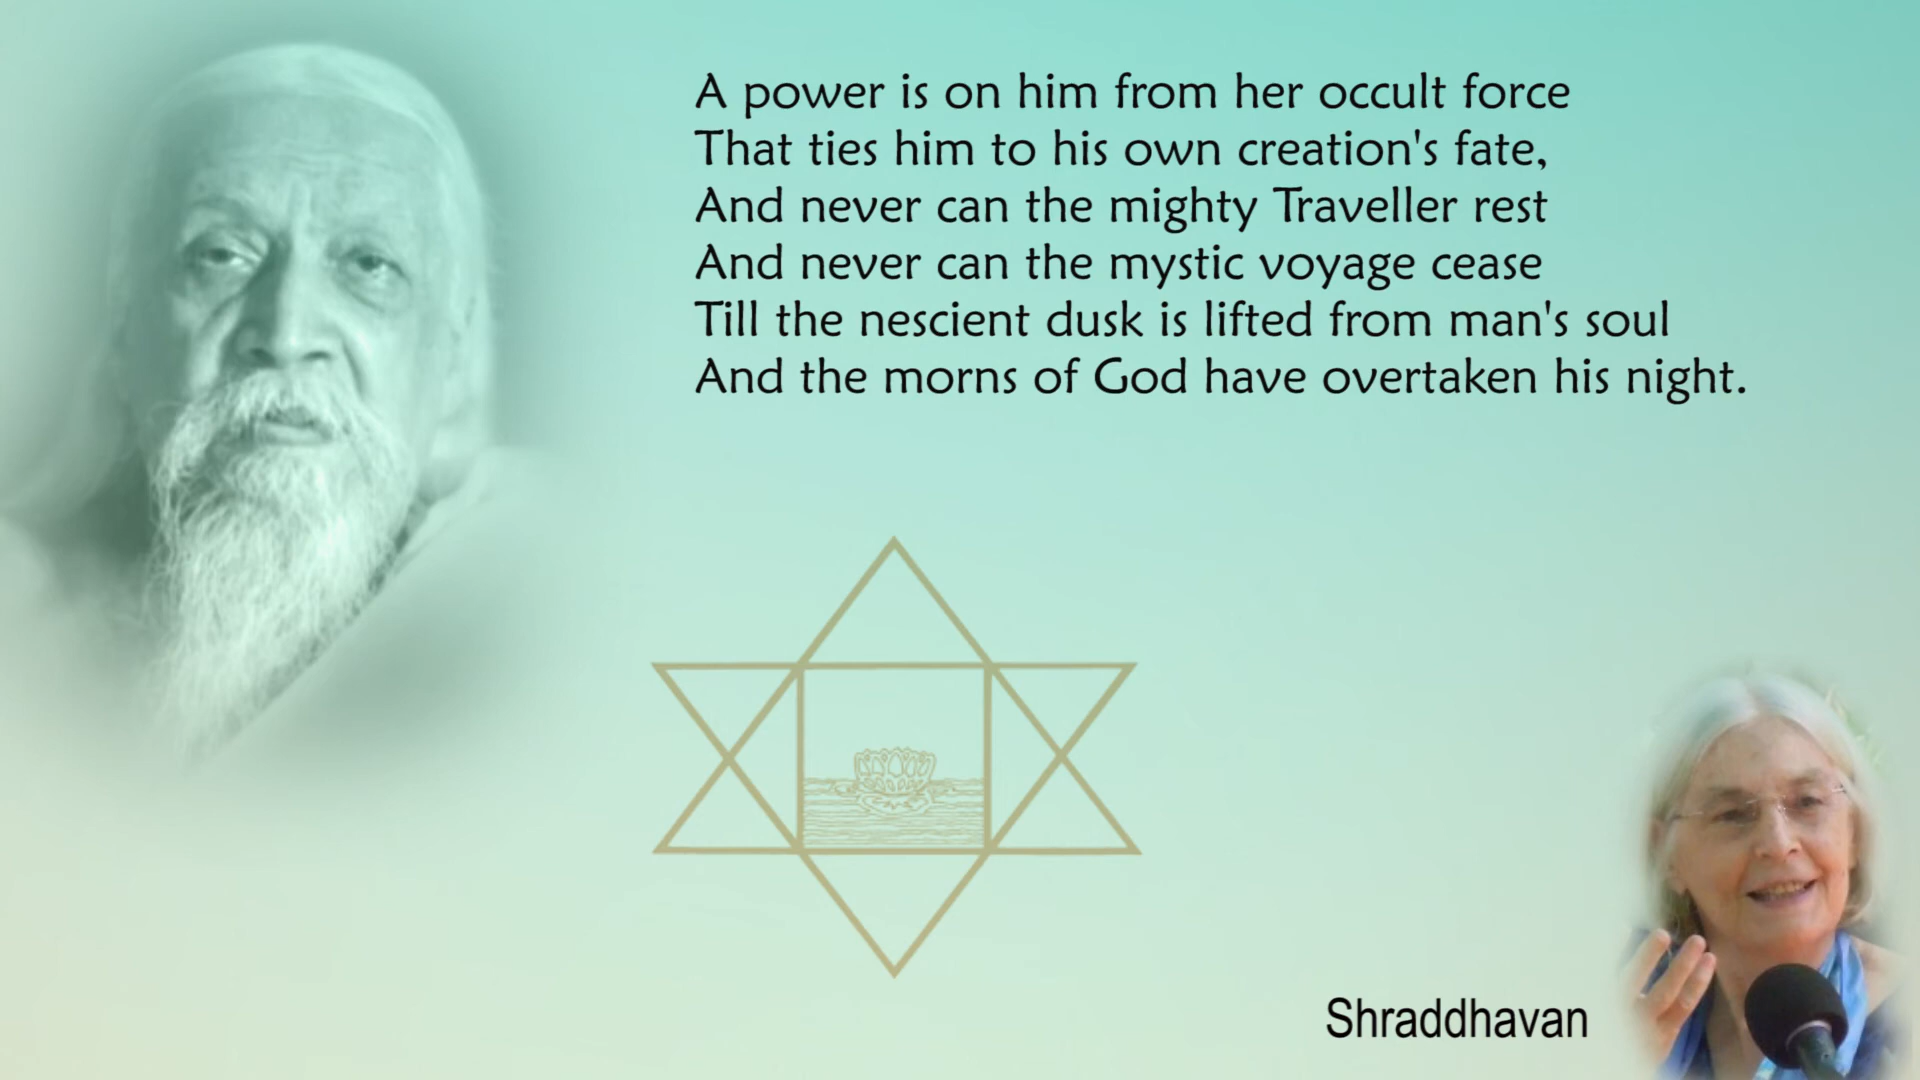 A power is on him from her occult force
That ties him to his own creation's fate,
And never can the mighty Traveller rest
And never can the mystic voyage cease
Till the nescient dusk is lifted from man's soul
And the morns of God have overtaken his night.
Shraddhavan